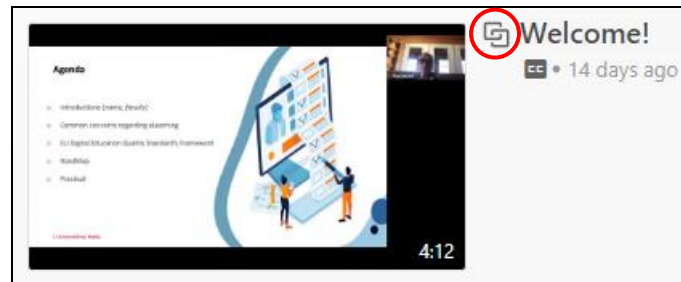 Agenda
Introductions (name, faculty)
Common concerns regarding elearning
EU Digital Education Quality Standards Framework
Roadmap
Practical
4:12
Welcome!
CC • 14 days ago